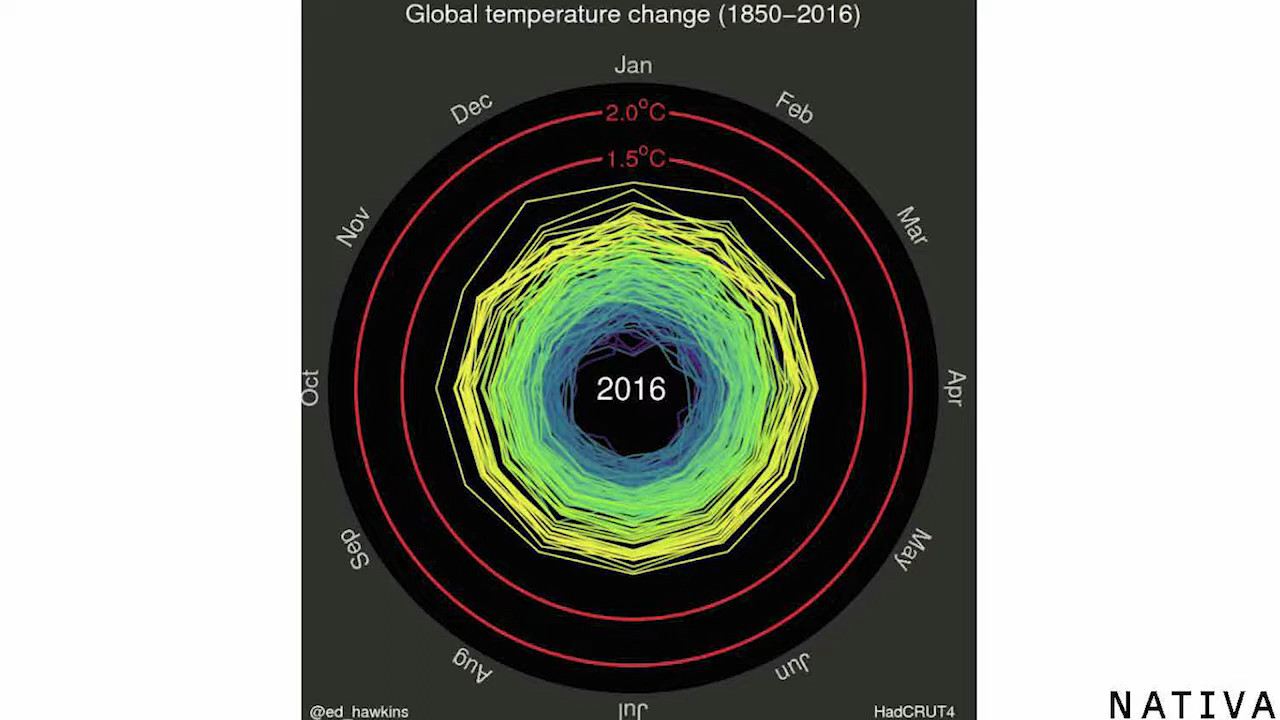 Global temperature change (1850−2016)
Jan
Dec
Feb
2.0°C
1.5°C
Nov
Mar
Oct
2016
Apr
Sep
May
Aug
Jun
Jul
@ed_hawkins
HadCRUT4
NATIVA